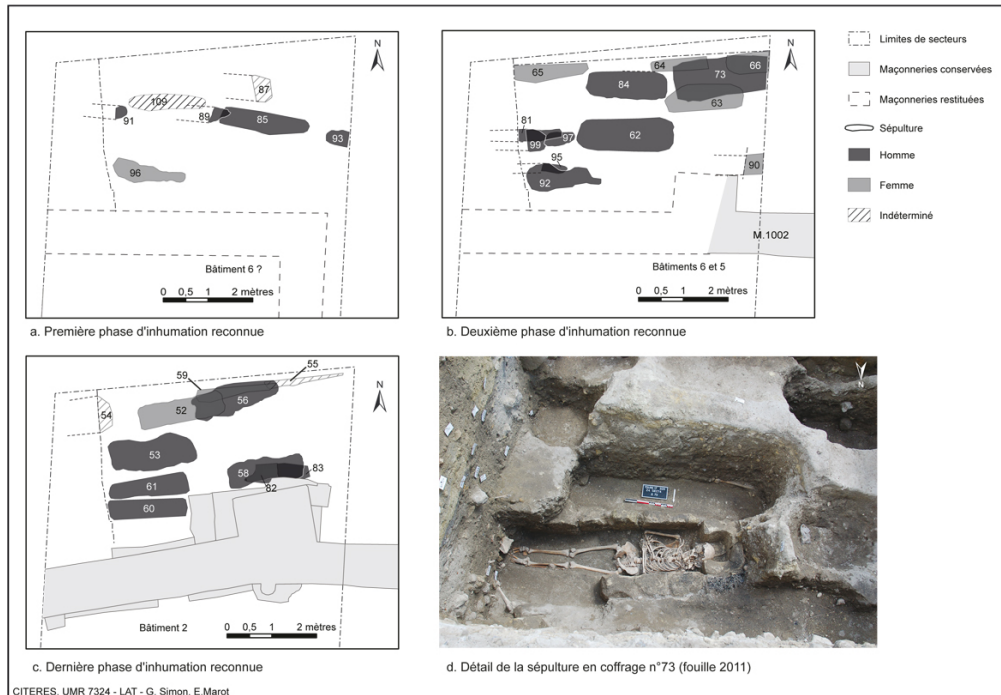 N
87
109
91
89
85
93
96
Bâtiment 6 ?
0 0,5 1 2 mètres
a. Première phase d'inhumation reconnue
N
65
64
66
73
84
63
81
62
99
97
95
90
92
M.1002
Bâtiments 6 et 5
0 0,5 1 2 mètres
b. Deuxième phase d'inhumation reconnue
Limites de secteurs
Maçonneries conservées
Maçonneries restituées
Sépulture
Homme
Femme
Indéterminé
55
59
N
56
52
54
53
58
83
61
82
60
Bâtiment 2
0 0,5 1 2 mètres
c. Dernière phase d'inhumation reconnue
N
d. Détail de la sépulture en coffrage n°73 (fouille 2011)
CITERES, UMR 7324 - LAT - G. Simon, E.Marot